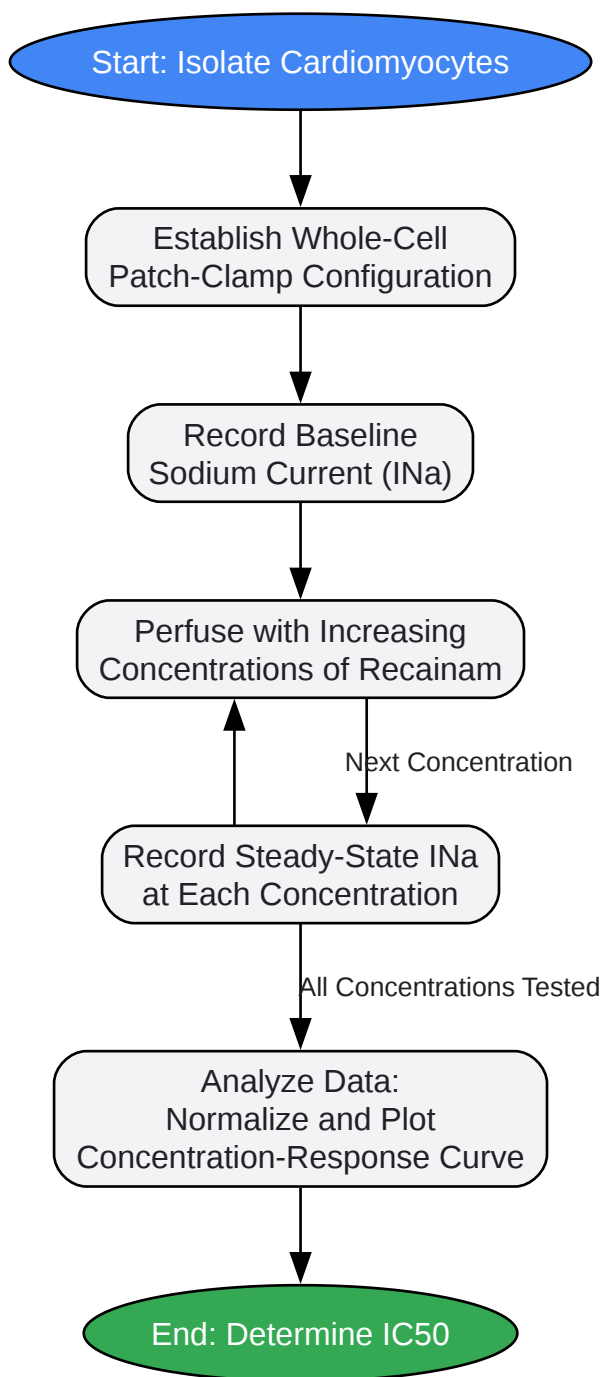 Start: Isolate Cardiomyocytes
Establish Whole-Cell
Patch-Clamp Configuration
Record Baseline
Sodium Current (INa)
Perfuse with Increasing
Concentrations of Recainam
Next Concentration
Record Steady-State INa
at Each Concentration
All Concentrations Tested
Analyze Data:
Normalize and Plot
Concentration-Response Curve
End: Determine IC50